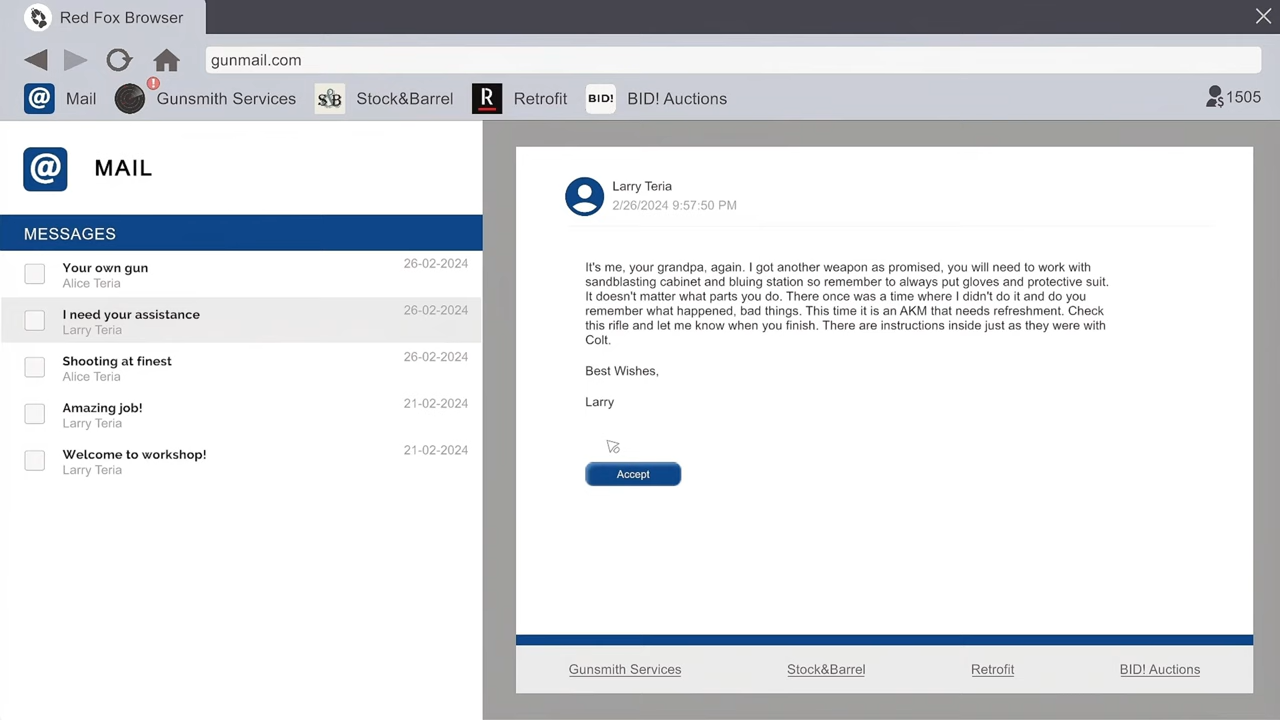 Red Fox Browser
gunmail.com
@ Mail ! Gunsmith Services S&B Stock&Barrel R Retrofit BID! BID! Auctions $ 1505
@ MAIL
MESSAGES
Your own gun 26-02-2024
Alice Teria
I need your assistance 26-02-2024
Larry Teria
Shooting at finest 26-02-2024
Alice Teria
Amazing job! 21-02-2024
Larry Teria
Welcome to workshop! 21-02-2024
Larry Teria
Larry Teria
2/26/2024 9:57:50 PM
It's me, your grandpa, again. I got another weapon as promised, you will need to work with
sandblasting cabinet and bluing station so remember to always put gloves and protective suit.
It doesn't matter what parts you do. There once was a time where I didn't do it and do you
remember what happened, bad things. This time it is an AKM that needs refreshment. Check
this rifle and let me know when you finish. There are instructions inside just as they were with
Colt.
Best Wishes,
Larry
Accept
Gunsmith Services Stock&Barrel Retrofit BID! Auctions